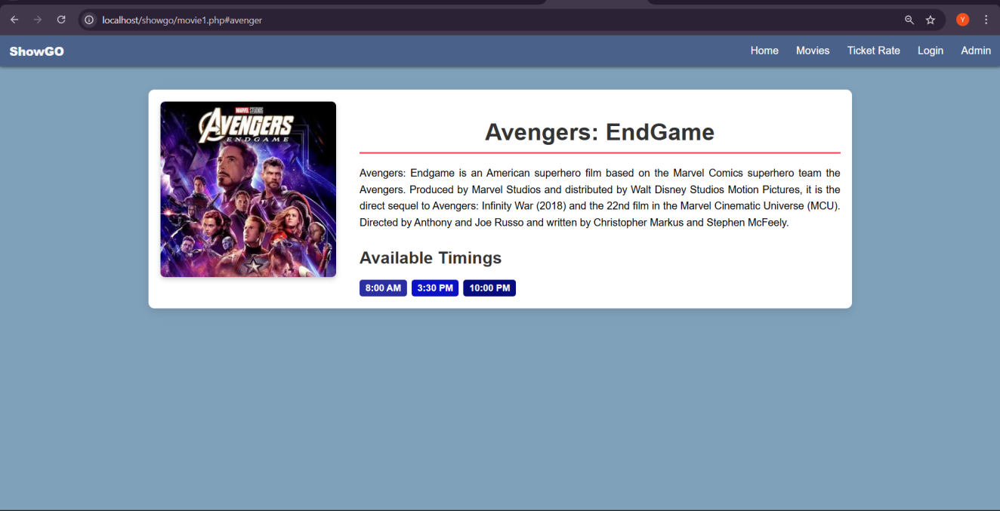 localhost/showgo/movie1.php#avenger
Y
ShowGO
Home Movies Ticket Rate Login Admin
MARVEL STUDIOS
AVENGERS
ENDGAME
Avengers: EndGame
Avengers: Endgame is an American superhero film based on the Marvel Comics superhero team the
Avengers. Produced by Marvel Studios and distributed by Walt Disney Studios Motion Pictures, it is the
direct sequel to Avengers: Infinity War (2018) and the 22nd film in the Marvel Cinematic Universe (MCU).
Directed by Anthony and Joe Russo and written by Christopher Markus and Stephen McFeely.
Available Timings
8:00 AM 3:30 PM 10:00 PM